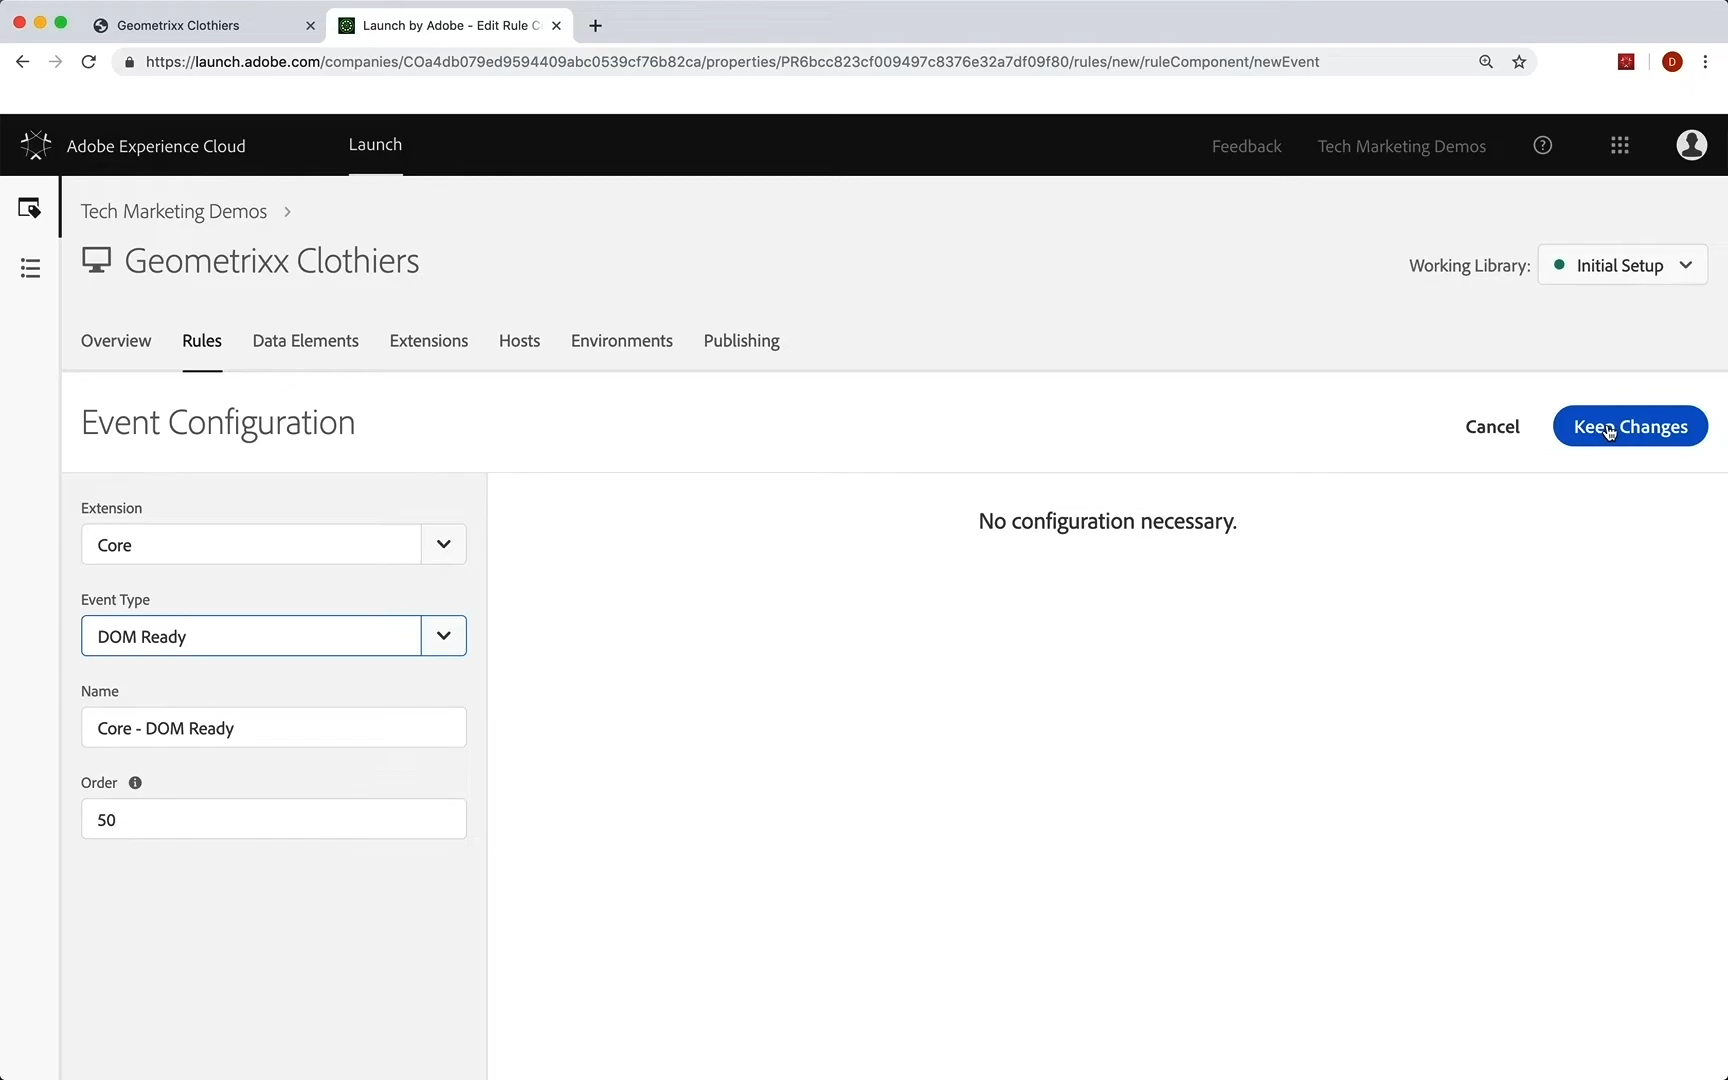 Geometrixx Clothiers
Launch by Adobe - Edit Rule C
https://launch.adobe.com/companies/COa4db079ed9594409abc0539cf76b82ca/properties/PR6bcc823cf009497c8376e32a7df09f80/rules/new/ruleComponent/newEvent
D
Adobe Experience Cloud
Launch
Feedback
Tech Marketing Demos
Tech Marketing Demos
Geometrixx Clothiers
Working Library:
Initial Setup
Overview
Rules
Data Elements
Extensions
Hosts
Environments
Publishing
Event Configuration
Cancel
Keep Changes
Extension
Core
No configuration necessary.
Event Type
DOM Ready
Name
Core - DOM Ready
Order
50